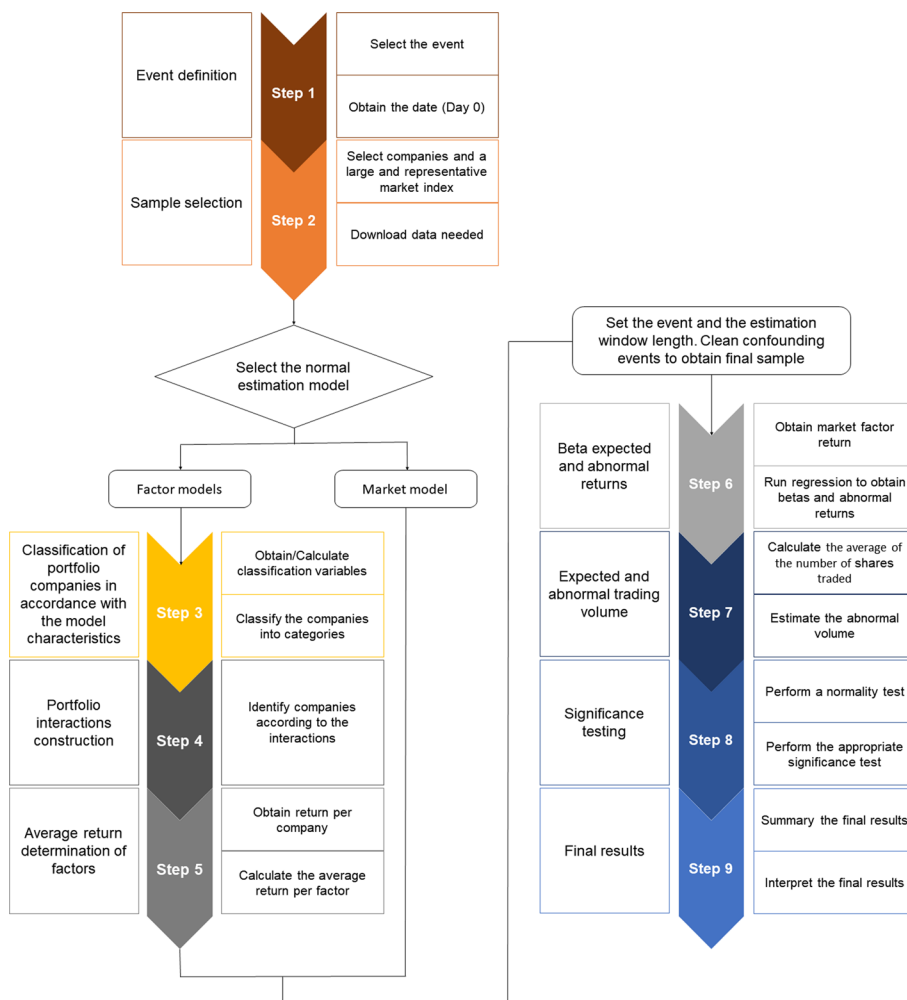 Event definition
Step 1
Select the event
Obtain the date (Day 0)
Sample selection
Step 2
Select companies and a
large and representative
market index
Download data needed
Select the normal
estimation model
Factor models
Market model
Classification of
portfolio
companies in
accordance with
the model
characteristics
Step 3
Obtain/Calculate
classification variables
Classify the companies
into categories
Portfolio
interactions
construction
Step 4
Identify companies
according to the
interactions
Average return
determination of
factors
Step 5
Obtain return per
company
Calculate the average
return per factor
Set the event and the estimation
window length. Clean confounding
events to obtain final sample
Beta expected
and abnormal
returns
Step 6
Obtain market factor
return
Run regression to obtain
betas and abnormal
returns
Expected and
abnormal trading
volume
Step 7
Calculate the average of
the number of shares
traded
Estimate the abnormal
volume
Significance
testing
Step 8
Perform a normality test
Perform the appropriate
significance test
Final results
Step 9
Summary the final results
Interpret the final results